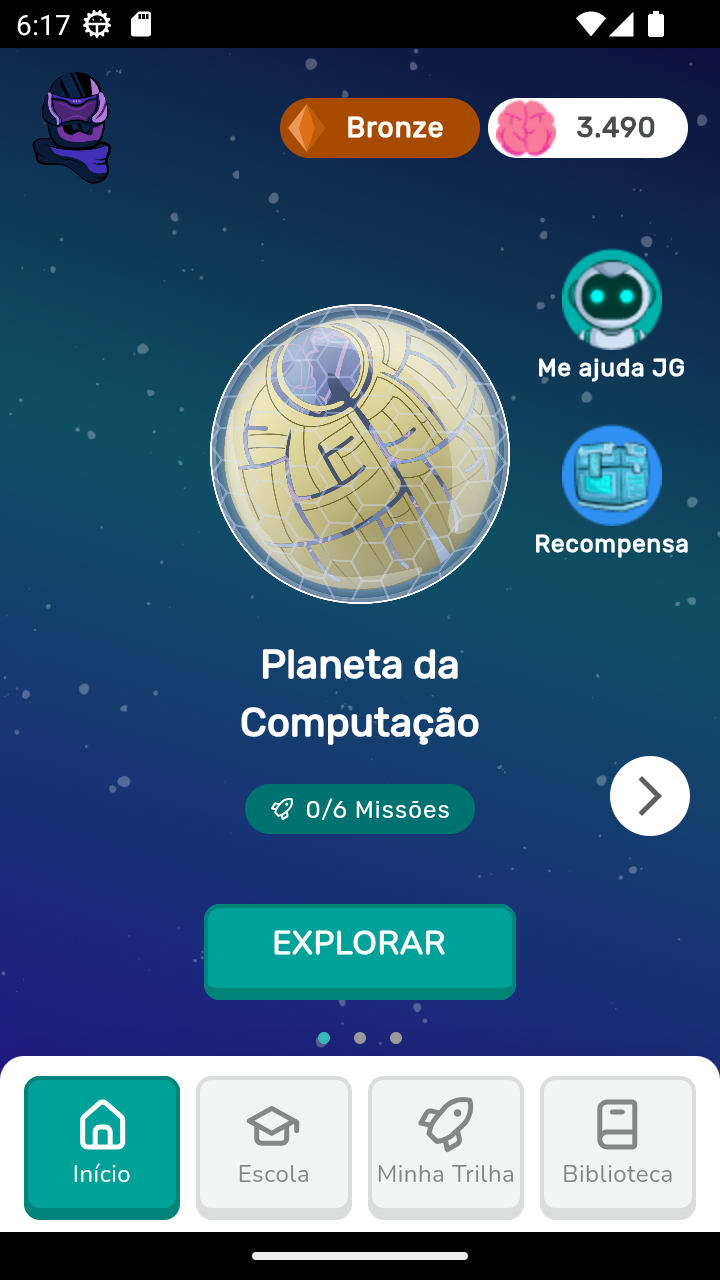 6:17
Bronze
3.490
Me ajuda JG
Recompensa
Planeta da
Computação
0/6 Missões
EXPLORAR
Início
Escola
Minha Trilha
Biblioteca